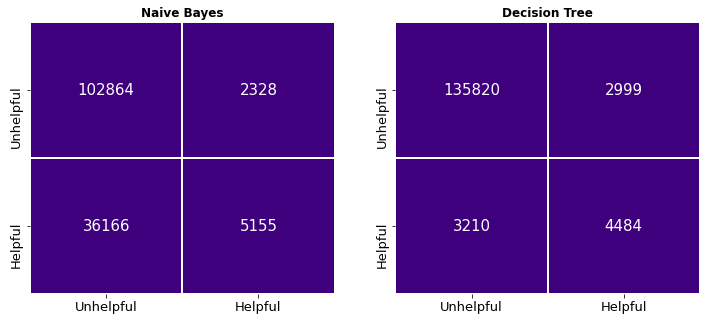 Naive Bayes
Decision Tree
Unhelpful
102864
2328
Unhelpful
135820
2999
Helpful
36166
5155
Helpful
3210
4484
Unhelpful
Helpful
Unhelpful
Helpful